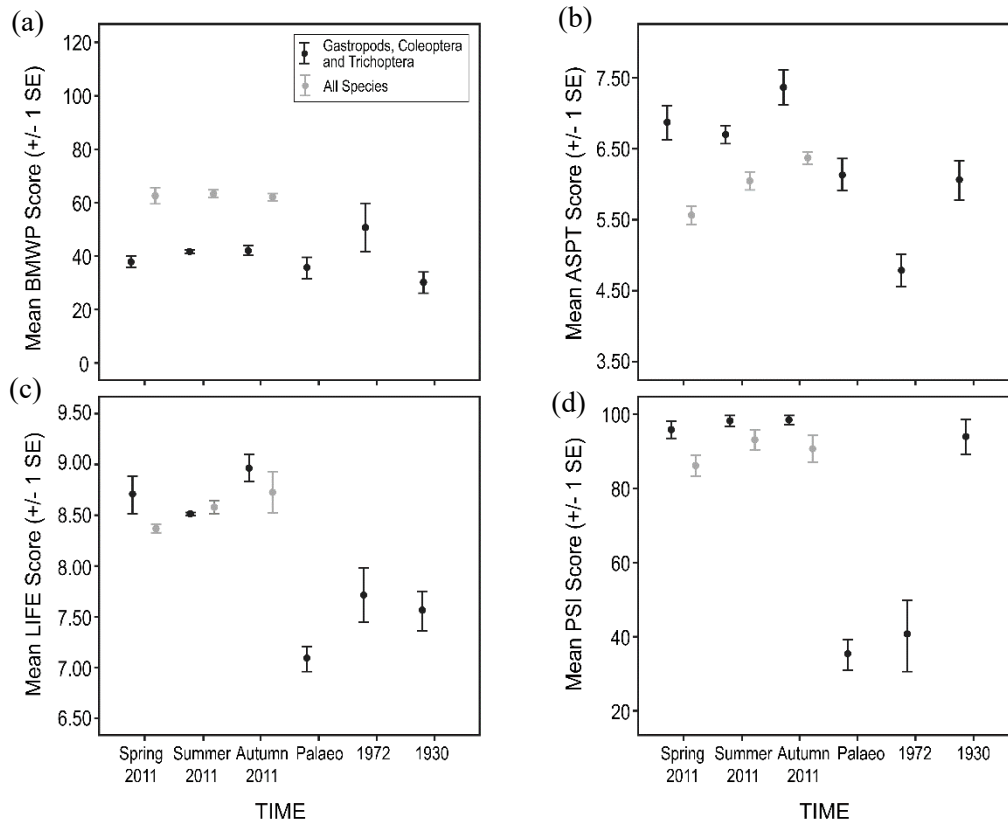 (a)
Mean BMWP Score (+/- 1 SE)
120
100
80
60
40
20
0
Gastropods, Coleoptera
and Trichoptera
All Species
(b)
Mean ASPT Score (+/- 1 SE)
7.50
6.50
5.50
4.50
3.50
(c)
Mean LIFE Score (+/- 1 SE)
9.50
9.00
8.50
8.00
7.50
7.00
6.50
Spring
2011
Summer
2011
Autumn
2011
Palaeo
1972
1930
TIME
(d)
Mean PSI Score (+/- 1 SE)
100
80
60
40
20
Spring
2011
Summer
2011
Autumn
2011
Palaeo
1972
1930
TIME